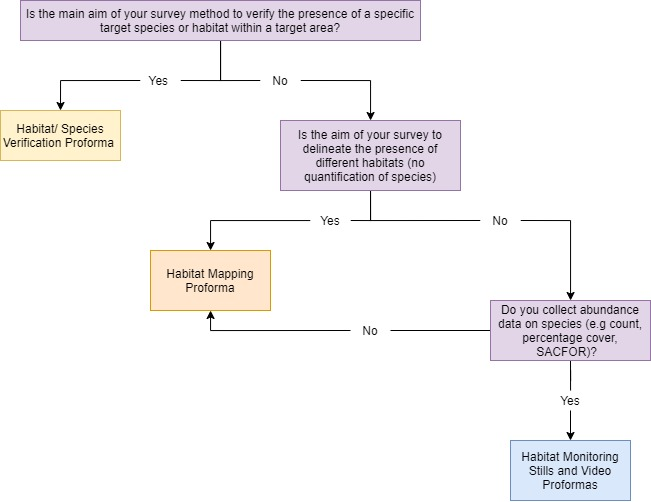 Is the main aim of your survey method to verify the presence of a specific
target species or habitat within a target area?
Yes
No
Habitat/ Species
Verification Proforma
Is the aim of your survey to
delineate the presence of
different habitats (no
quantification of species)
Yes
No
Habitat Mapping
Proforma
Do you collect abundance
data on species (e.g count,
percentage cover,
SACFOR)?
No
Yes
Habitat Monitoring
Stills and Video
Proformas